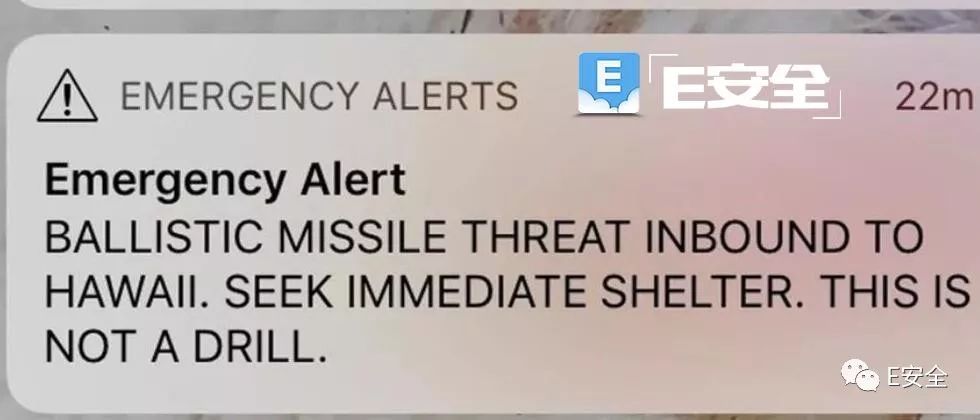 EMERGENCY ALERTS
E E安全
22m
Emergency Alert
BALLISTIC MISSILE THREAT INBOUND TO
HAWAII. SEEK IMMEDIATE SHELTER. THIS IS
NOT A DRILL.
E安全